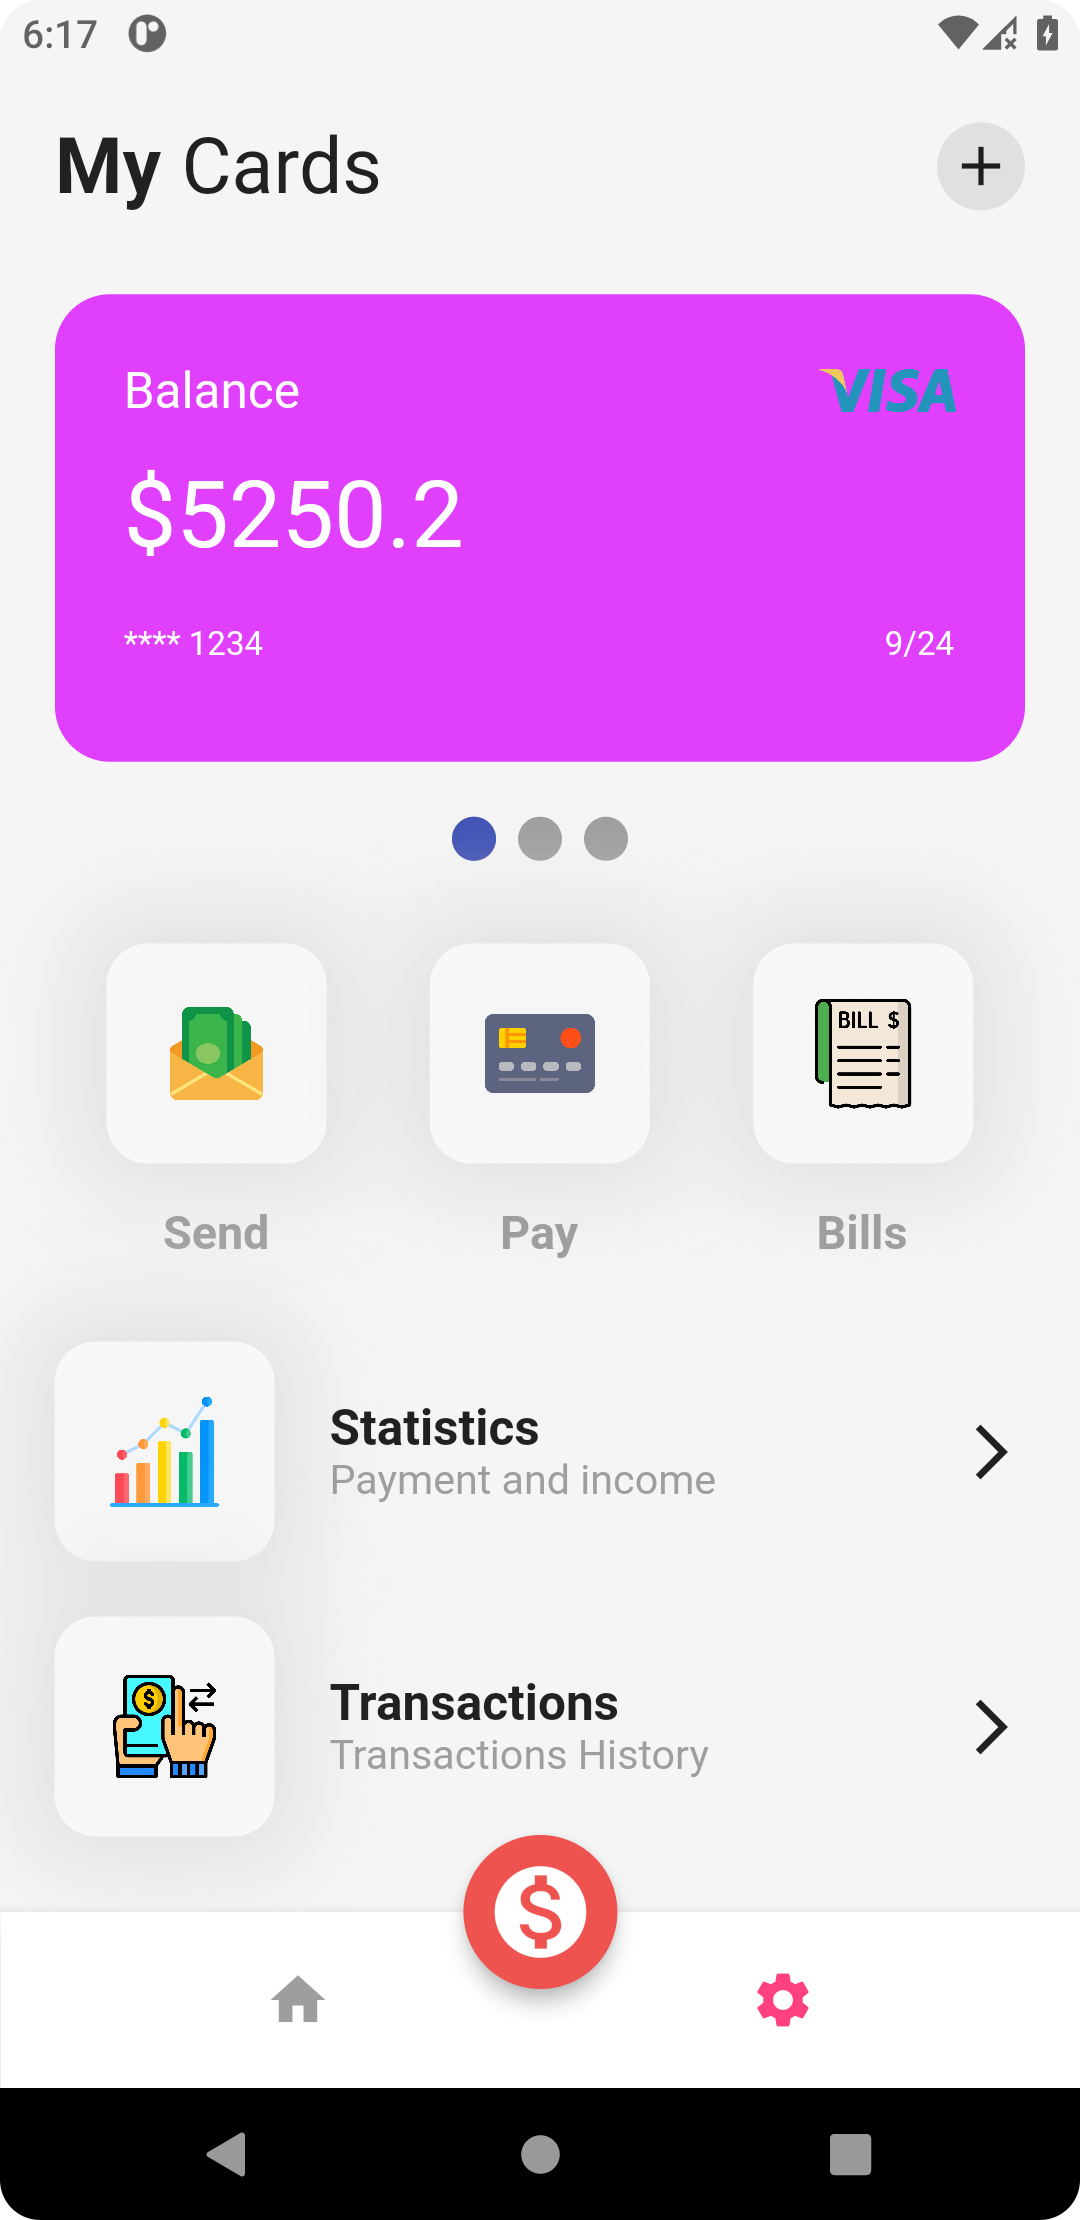 6:17
My Cards
Balance
VISA
$5250.2
**** 1234
9/24
BILL $
Send
Pay
Bills
Statistics
Payment and income
$
Transactions
Transactions History
$